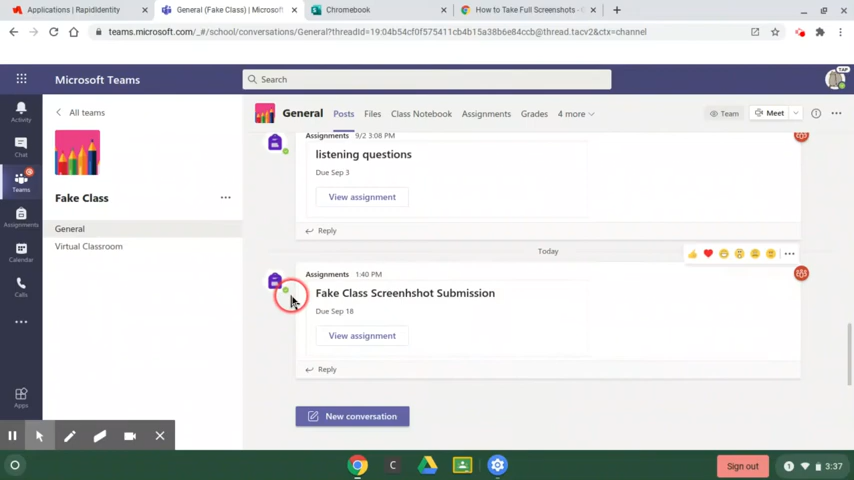 Applications | RapidIdentity
General (Fake Class) | Microsoft
Chromebook
How to Take Full Screenshots -
teams.microsoft.com/_#/school/conversations/General?threadId=19:04b54cf0f575411cb4b15a38b6e84ccb@thread.tacv2&ctx=channel
Microsoft Teams
Search
TAP
Activity
Chat
Teams
Assignments
Calendar
Calls
Apps
All teams
Fake Class
General
Virtual Classroom
General Posts Files Class Notebook Assignments Grades 4 more
Team
Meet
Assignments 9/2 3:08 PM
listening questions
Due Sep 3
View assignment
Reply
Today
Assignments 1:40 PM
Fake Class Screenhshot Submission
Due Sep 18
View assignment
Reply
New conversation
C
Sign out
1
3:37